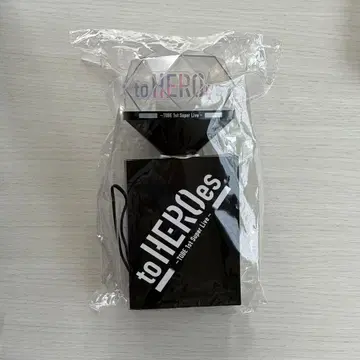 toHEROes
~TOBE 1st Super Live~
toHEROes
~TOBE 1st Super Live~